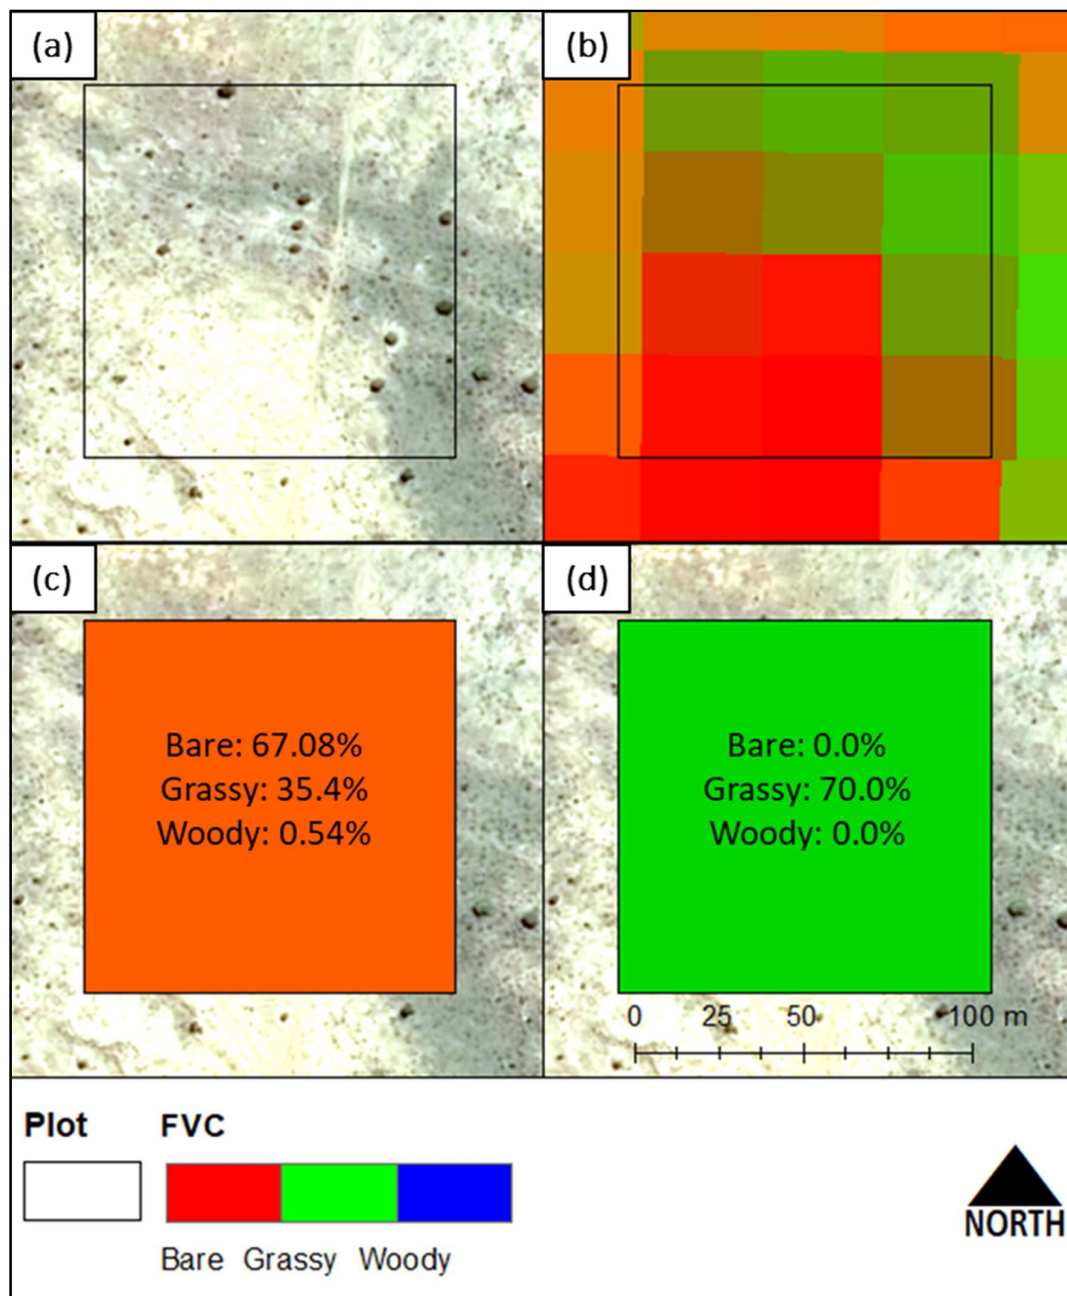 (a)
(b)
(c)
(d)
Bare: 67.08%
Grassy: 35.4%
Woody: 0.54%
Bare: 0.0%
Grassy: 70.0%
Woody: 0.0%
0 25 50 100 m
Plot FVC
Bare Grassy Woody
NORTH